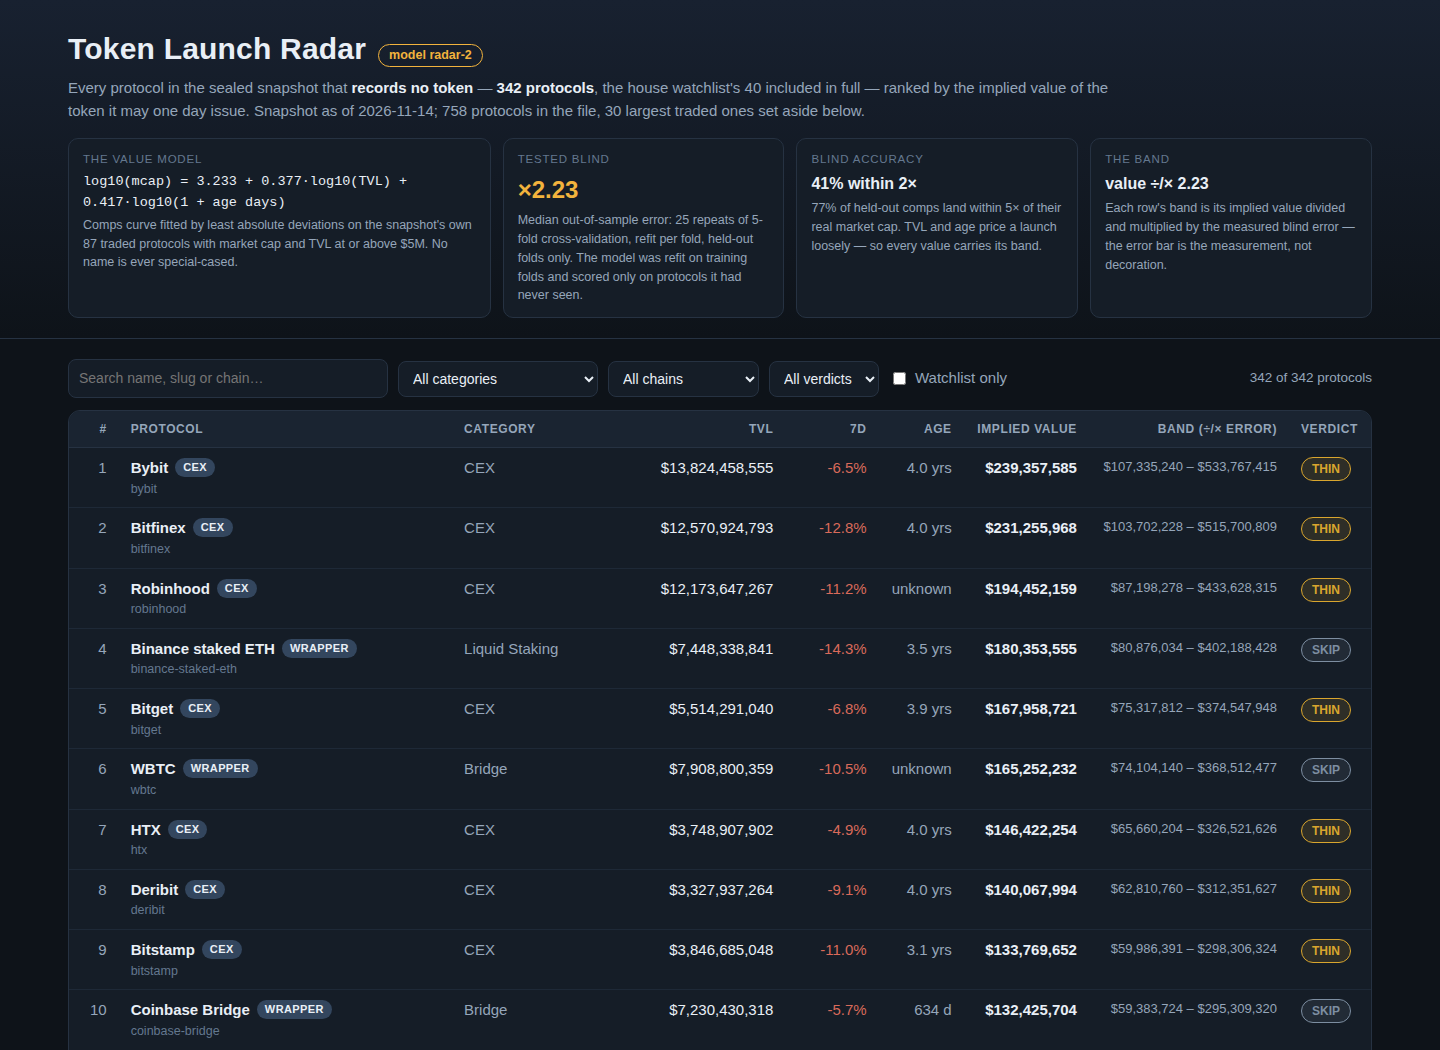 Token Launch Radar model radar-2
Every protocol in the sealed snapshot that records no token — 342 protocols, the house watchlist's 40 included in full — ranked by the implied value of the
token it may one day issue. Snapshot as of 2026-11-14; 758 protocols in the file, 30 largest traded ones set aside below.
THE VALUE MODEL
log10(mcap) = 3.233 + 0.377·log10(TVL) +
0.417·log10(1 + age days)
Comps curve fitted by least absolute deviations on the snapshot's own
87 traded protocols with market cap and TVL at or above $5M. No
name is ever special-cased.
TESTED BLIND
×2.23
Median out-of-sample error: 25 repeats of 5-
fold cross-validation, refit per fold, held-out
folds only. The model was refit on training
folds and scored only on protocols it had
never seen.
BLIND ACCURACY
41% within 2×
77% of held-out comps land within 5× of their
real market cap. TVL and age price a launch
loosely — so every value carries its band.
THE BAND
value ÷/× 2.23
Each row's band is its implied value divided
and multiplied by the measured blind error —
the error bar is the measurement, not
decoration.
Search name, slug or chain… All categories All chains All verdicts Watchlist only 342 of 342 protocols
# PROTOCOL CATEGORY TVL 7D AGE IMPLIED VALUE BAND (÷/× ERROR) VERDICT
1 Bybit CEX CEX $13,824,458,555 -6.5% 4.0 yrs $239,357,585 $107,335,240 – $533,767,415 THIN
bybit
2 Bitfinex CEX CEX $12,570,924,793 -12.8% 4.0 yrs $231,255,968 $103,702,228 – $515,700,809 THIN
bitfinex
3 Robinhood CEX CEX $12,173,647,267 -11.2% unknown $194,452,159 $87,198,278 – $433,628,315 THIN
robinhood
4 Binance staked ETH WRAPPER Liquid Staking $7,448,338,841 -14.3% 3.5 yrs $180,353,555 $80,876,034 – $402,188,428 SKIP
binance-staked-eth
5 Bitget CEX CEX $5,514,291,040 -6.8% 3.9 yrs $167,958,721 $75,317,812 – $374,547,948 THIN
bitget
6 WBTC WRAPPER Bridge $7,908,800,359 -10.5% unknown $165,252,232 $74,104,140 – $368,512,477 SKIP
wbtc
7 HTX CEX CEX $3,748,907,902 -4.9% 4.0 yrs $146,422,254 $65,660,204 – $326,521,626 THIN
htx
8 Deribit CEX CEX $3,327,937,264 -9.1% 4.0 yrs $140,067,994 $62,810,760 – $312,351,627 THIN
deribit
9 Bitstamp CEX CEX $3,846,685,048 -11.0% 3.1 yrs $133,769,652 $59,986,391 – $298,306,324 THIN
bitstamp
10 Coinbase Bridge WRAPPER Bridge $7,230,430,318 -5.7% 634 d $132,425,704 $59,383,724 – $295,309,320 SKIP
coinbase-bridge